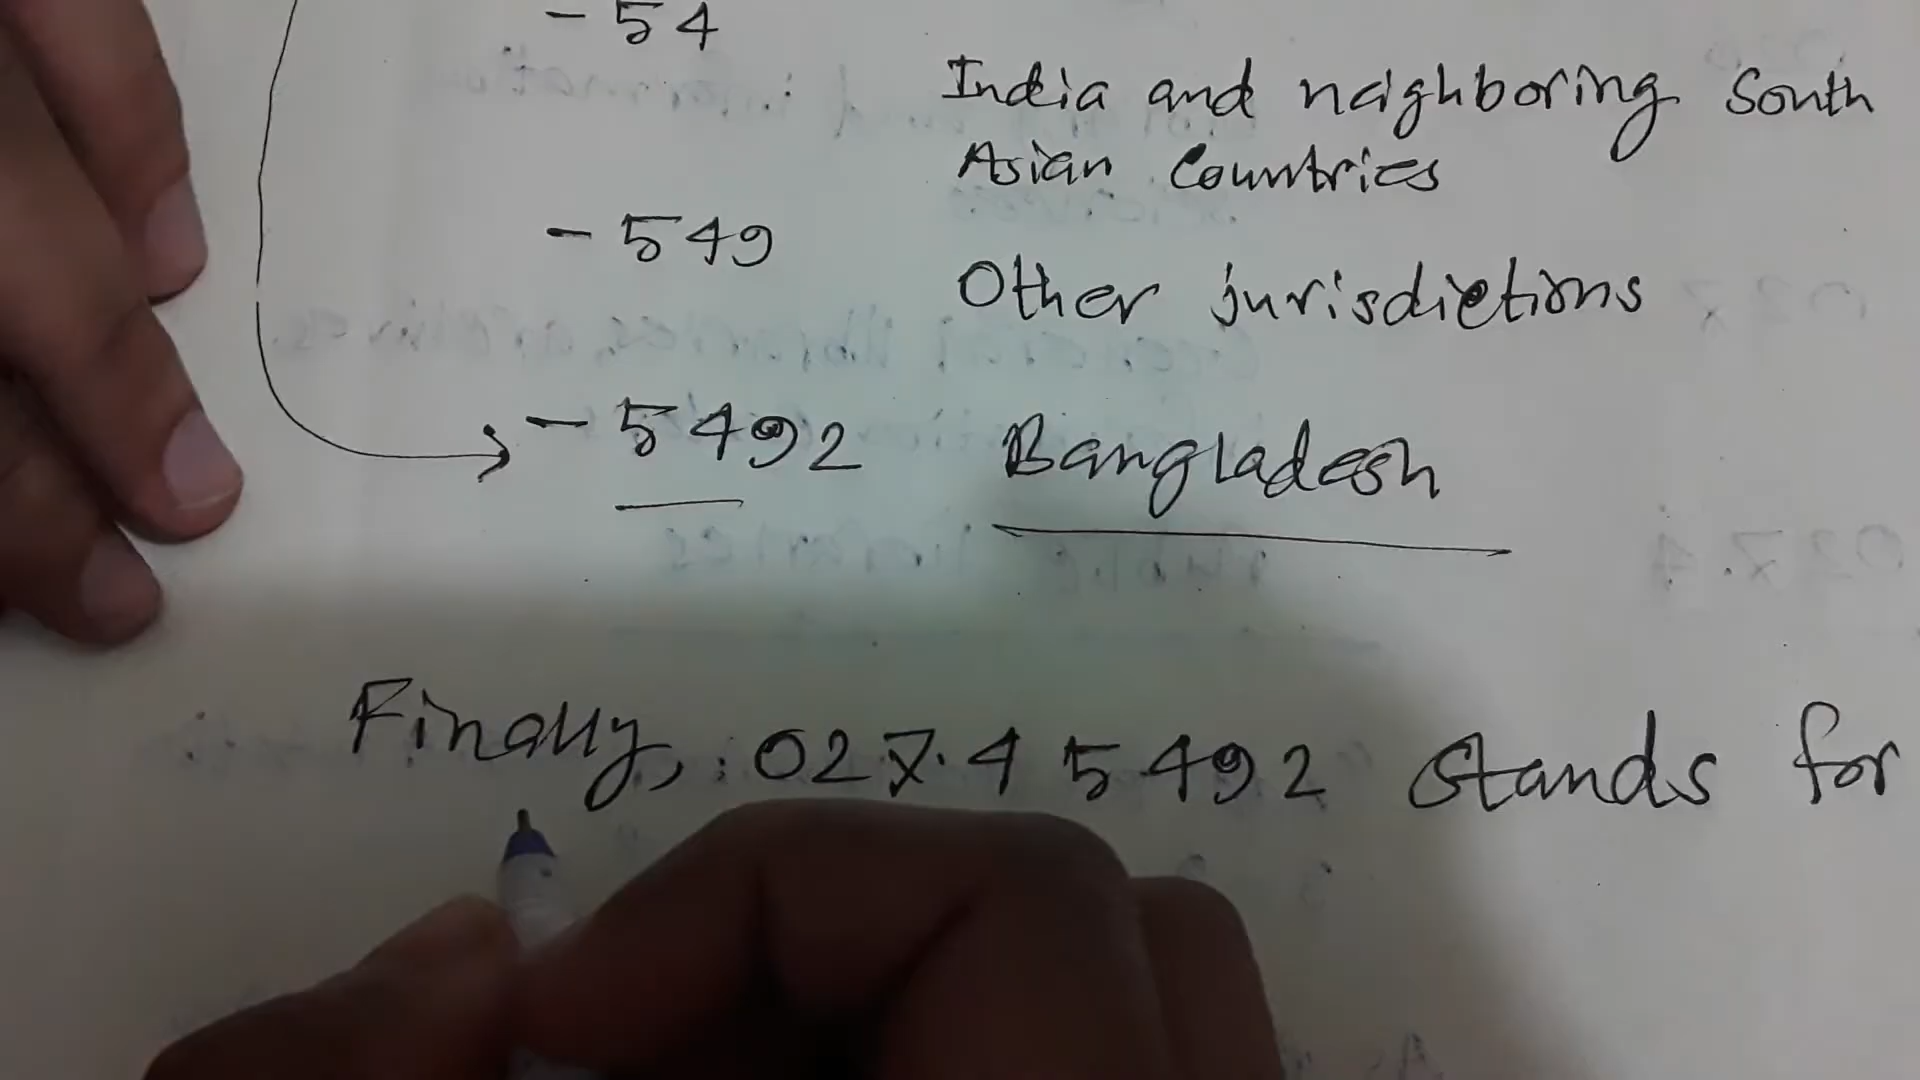 - 54
India and neighboring South
Asian Countries
- 549
Other jurisdictions
- 5492 Bangladesh
Finally, 027.4 5492 stands for